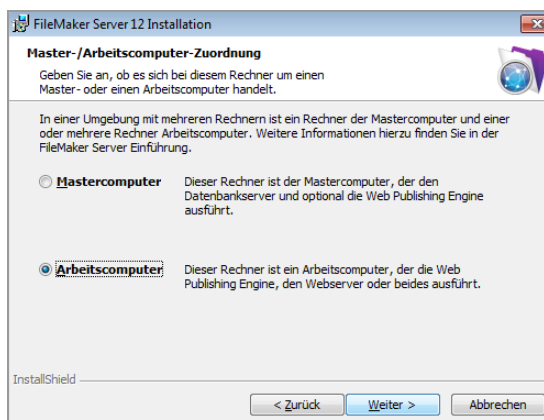 FileMaker Server 12 Installation
Master-/Arbeitscomputer-Zuordnung
Geben Sie an, ob es sich bei diesem Rechner um einen
Master- oder einen Arbeitscomputer handelt.
In einer Umgebung mit mehreren Rechnern ist ein Rechner der Mastercomputer und einer
oder mehrere Rechner Arbeitscomputer. Weitere Informationen hierzu finden Sie in der
FileMaker Server Einführung.
Mastercomputer
Dieser Rechner ist der Mastercomputer, der den
Datenbankserver und optional die Web Publishing Engine
ausführt.
Arbeitscomputer
Dieser Rechner ist ein Arbeitscomputer, der die Web
Publishing Engine, den Webserver oder beides ausführt.
InstallShield
< Zurück
Weiter >
Abbrechen